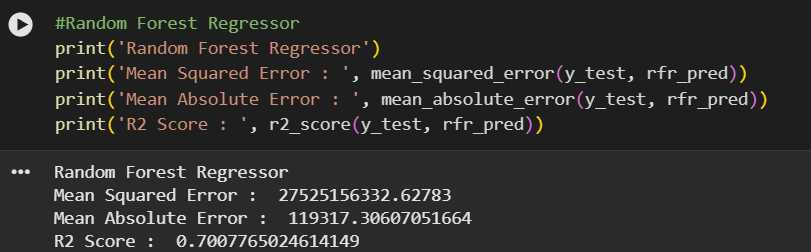 #Random Forest Regressor
print('Random Forest Regressor')
print('Mean Squared Error : ', mean_squared_error(y_test, rfr_pred))
print('Mean Absolute Error : ', mean_absolute_error(y_test, rfr_pred))
print('R2 Score : ', r2_score(y_test, rfr_pred))
Random Forest Regressor
Mean Squared Error :  27525156332.62783
Mean Absolute Error :  119317.30607051664
R2 Score :  0.7007765024614149